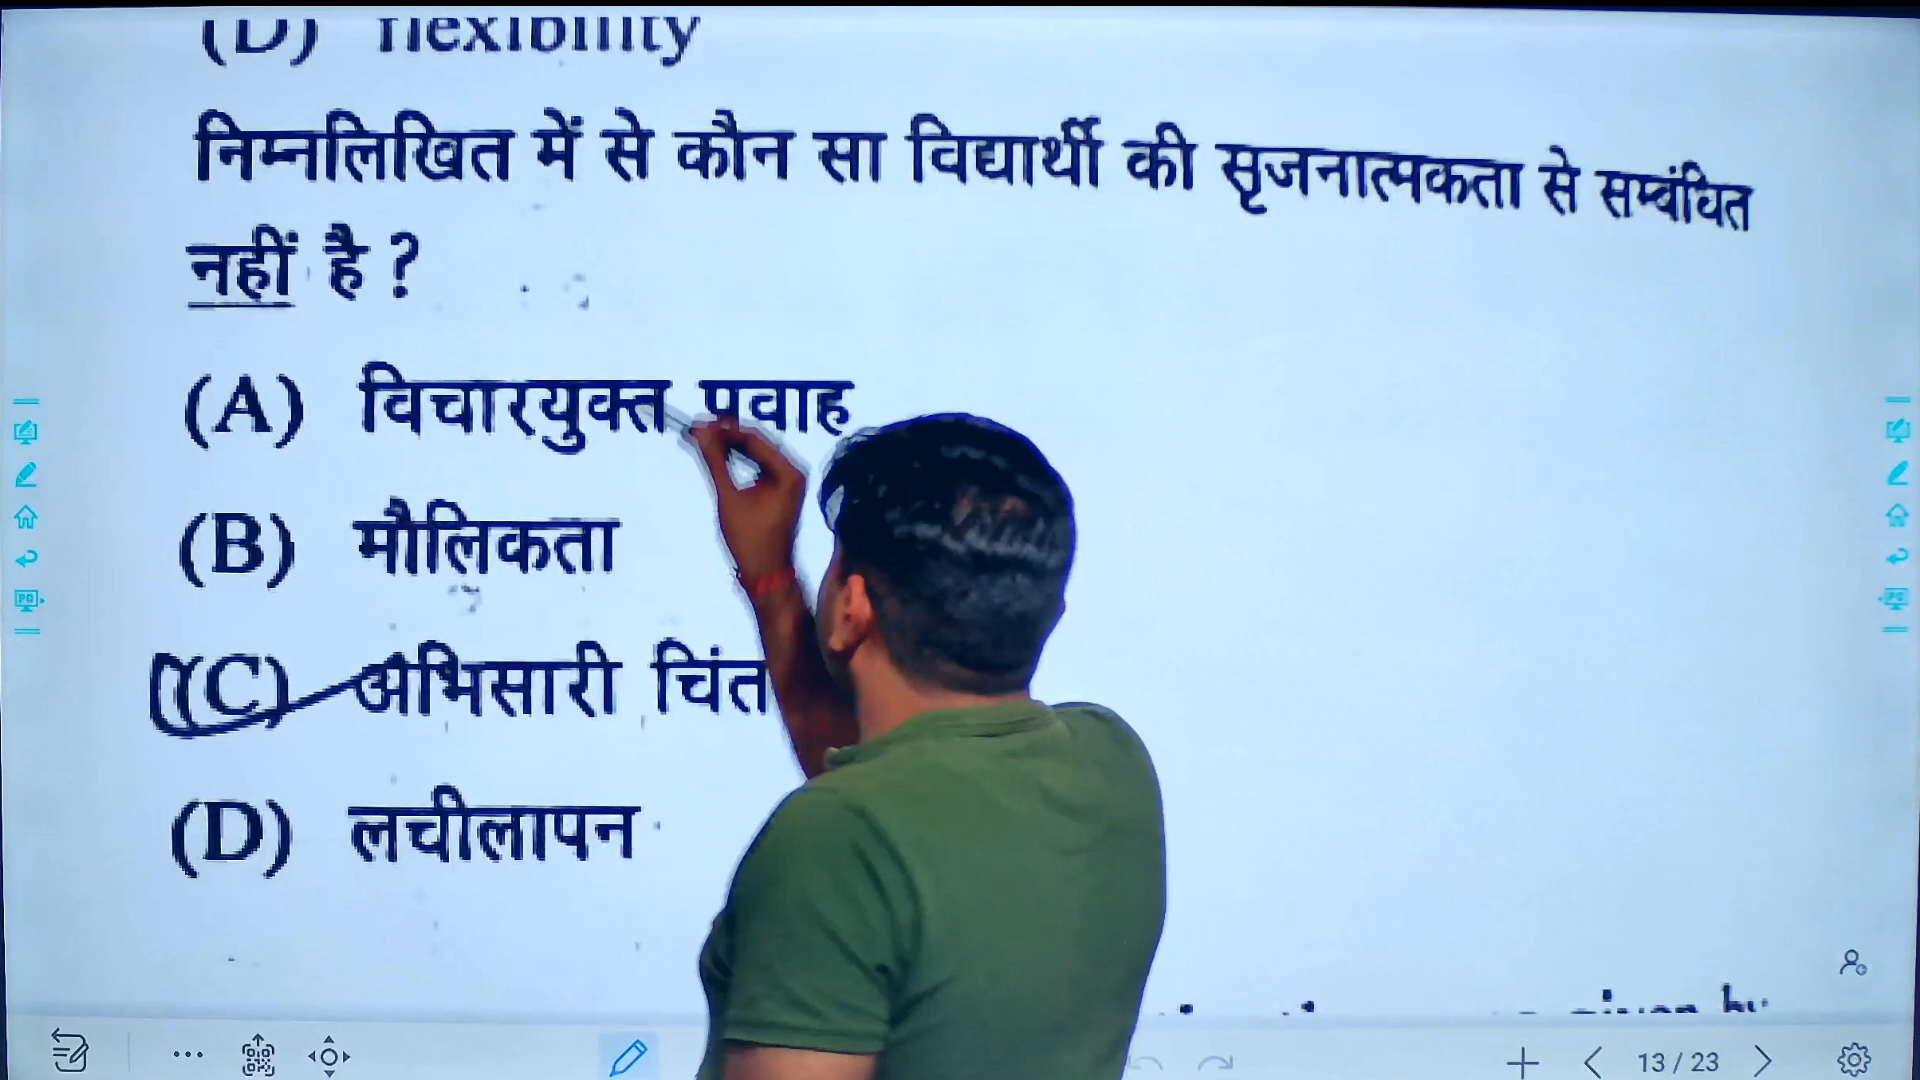 (D) flexibility
निम्नलिखित में से कौन सा विद्यार्थी की सृजनात्मकता से सम्बंधित
नहीं है ?
(A) विचारयुक्त प्रवाह
(B) मौलिकता
(C) अभिसारी
(D) लचीलापन
13 / 23